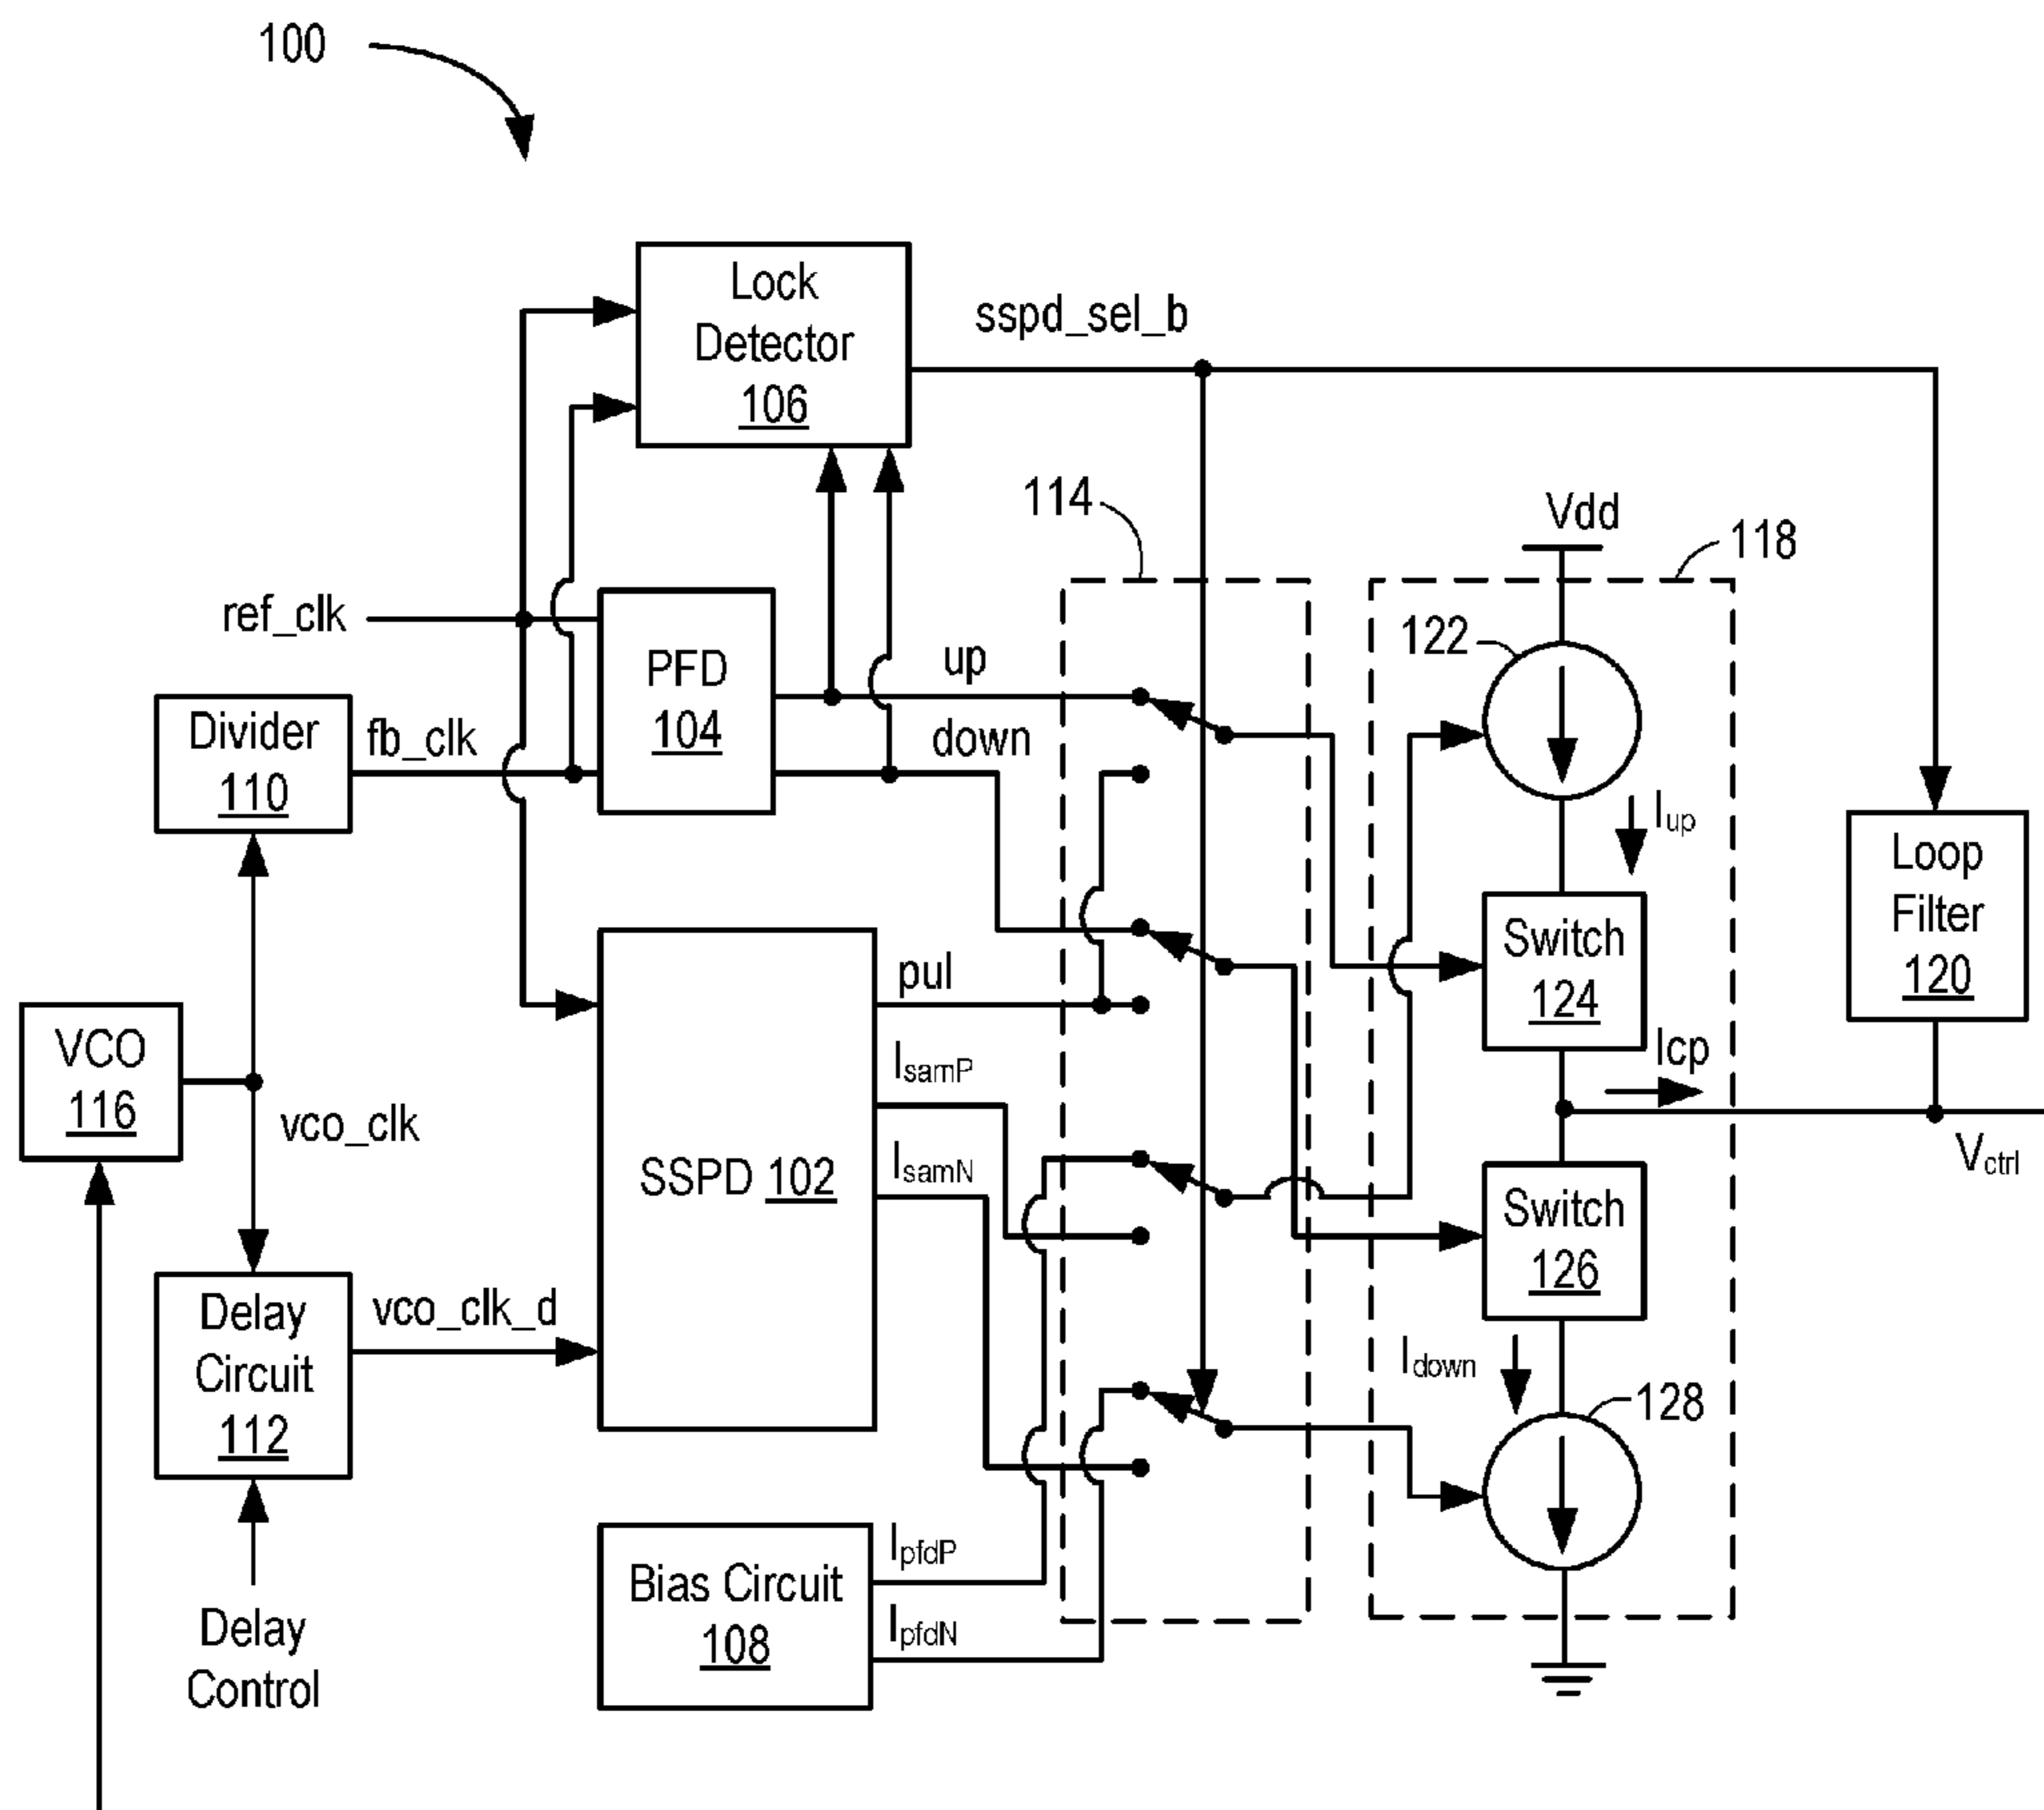 100
Lock
Detector
106
sspd_sel_b
114
Vdd
118
ref_clk
PFD
104
up
down
122
Divider
110
fb_clk
Iup
Loop
Filter
120
Switch
124
pul
IsamP
IsamN
SSPD 102
VCO
116
vco_clk
Icp
Vctrl
Switch
126
Delay
Circuit
112
vco_clk_d
Idown
128
Bias Circuit
108
IpfdP
IpfdN
Delay
Control